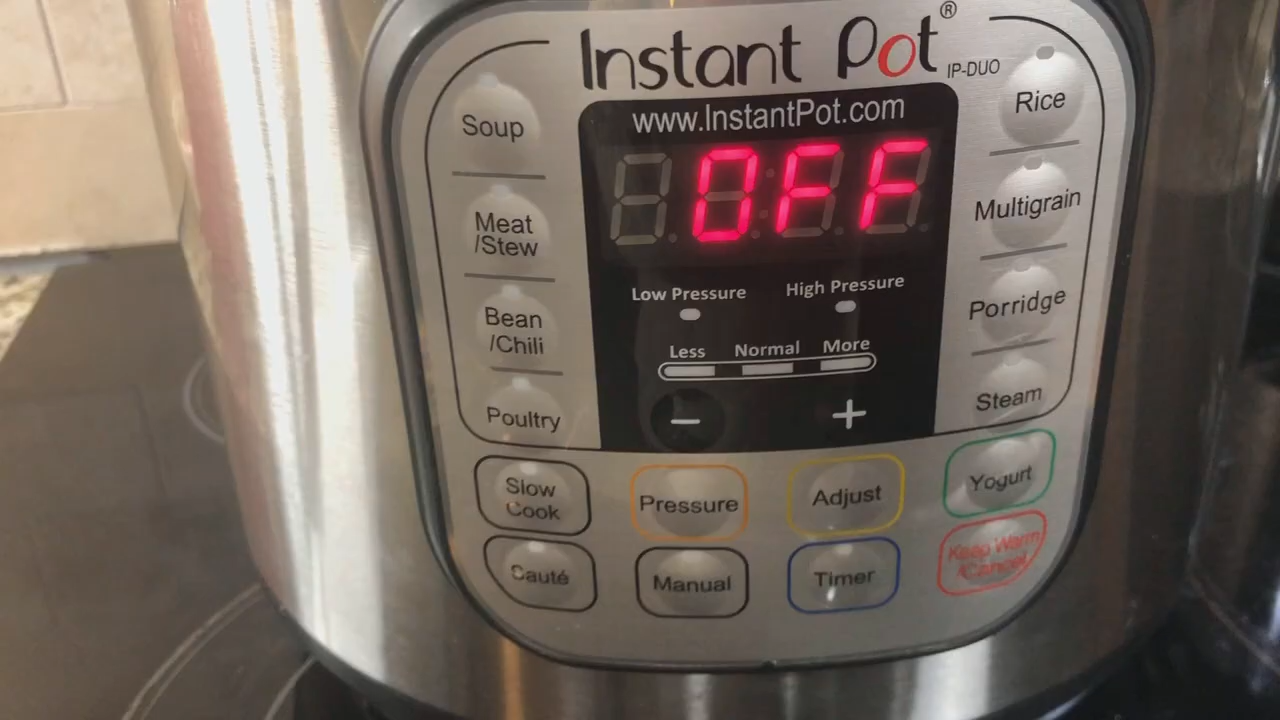 Instant Pot®
IP-DUO
www.InstantPot.com
OFF
Soup
Meat
/Stew
Bean
/Chili
Poultry
Rice
Multigrain
Porridge
Steam
Low Pressure
High Pressure
Less
Normal
More
−
+
Slow
Cook
Pressure
Adjust
Yogurt
Sauté
Manual
Timer
Keep Warm
/Cancel